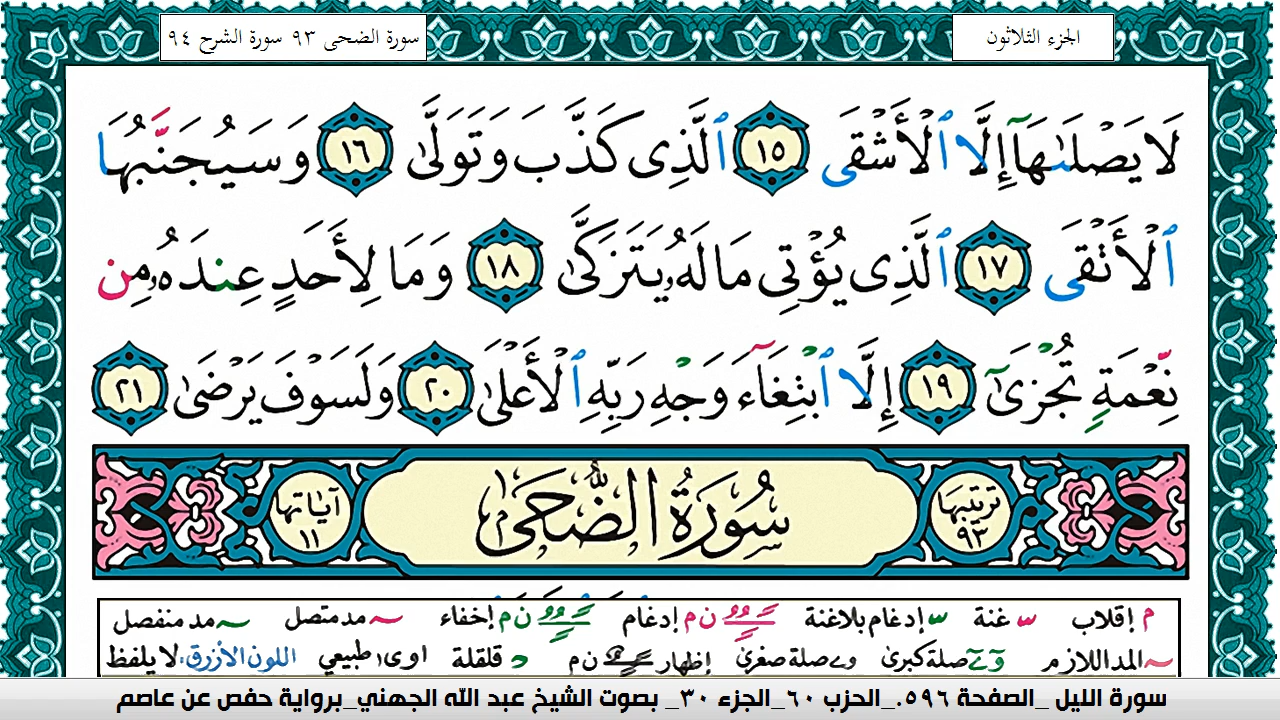 الجزء الثلاثون
سورة الضحى ٩٣ سورة الشرح ٩٤
لَا يَصْلَىٰهَآ إِلَّا ٱلْأَشْقَى ١٥ ٱلَّذِى كَذَّبَ وَتَوَلَّىٰ ١٦ وَسَيُجَنَّبُهَا
ٱلْأَتْقَى ١٧ ٱلَّذِى يُؤْتِى مَالَهُۥ يَتَزَكَّىٰ ١٨ وَمَا لِأَحَدٍ عِندَهُۥ مِن
نِّعْمَةٍ تُجْزَىٰٓ ١٩ إِلَّا ٱبْتِغَآءَ وَجْهِ رَبِّهِ ٱلْأَعْلَىٰ ٢٠ وَلَسَوْفَ يَرْضَىٰ ٢١
ترتيبها ٩٣ سُورَةُ الضُّحَىٰ آياتها ١١
م إقلاب غنة إدغام بلاغنة ن م إدغام ن م إخفاء مد متصل مد منفصل
المد اللازم صلة كبرى صلة صغرى إظهار ن م قلقلة اوى طبيعي اللون الأزرق: لا يلفظ
سورة الليل _الصفحة ٥٩٦._الحزب ٦٠_الجزء ٣٠_ بصوت الشيخ عبد الله الجهني_برواية حفص عن عاصم